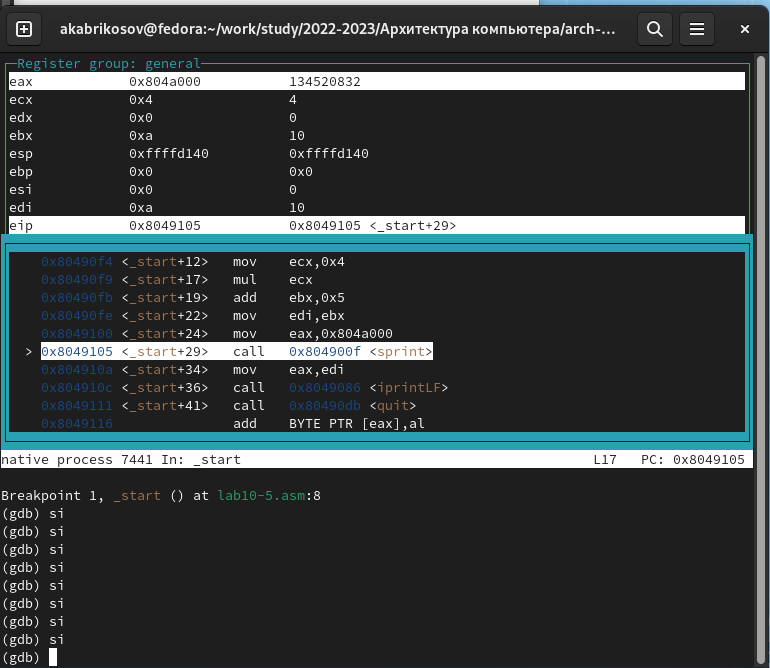 akabrikosov@fedora:~/work/study/2022-2023/Архитектура компьютера/arch-...
Register group: general
eax 0x804a000 134520832
ecx 0x4 4
edx 0x0 0
ebx 0xa 10
esp 0xffffd140 0xffffd140
ebp 0x0 0x0
esi 0x0 0
edi 0xa 10
eip 0x8049105 0x8049105 <_start+29>
0x80490f4 <_start+12> mov ecx,0x4
0x80490f9 <_start+17> mul ecx
0x80490fb <_start+19> add ebx,0x5
0x80490fe <_start+22> mov edi,ebx
0x8049100 <_start+24> mov eax,0x804a000
> 0x8049105 <_start+29> call 0x804900f <sprint>
0x804910a <_start+34> mov eax,edi
0x804910c <_start+36> call 0x8049086 <iprintLF>
0x8049111 <_start+41> call 0x80490db <quit>
0x8049116 add BYTE PTR [eax],al
native process 7441 In: _start L17 PC: 0x8049105
Breakpoint 1, _start () at lab10-5.asm:8
(gdb) si
(gdb) si
(gdb) si
(gdb) si
(gdb) si
(gdb) si
(gdb) si
(gdb) si
(gdb)